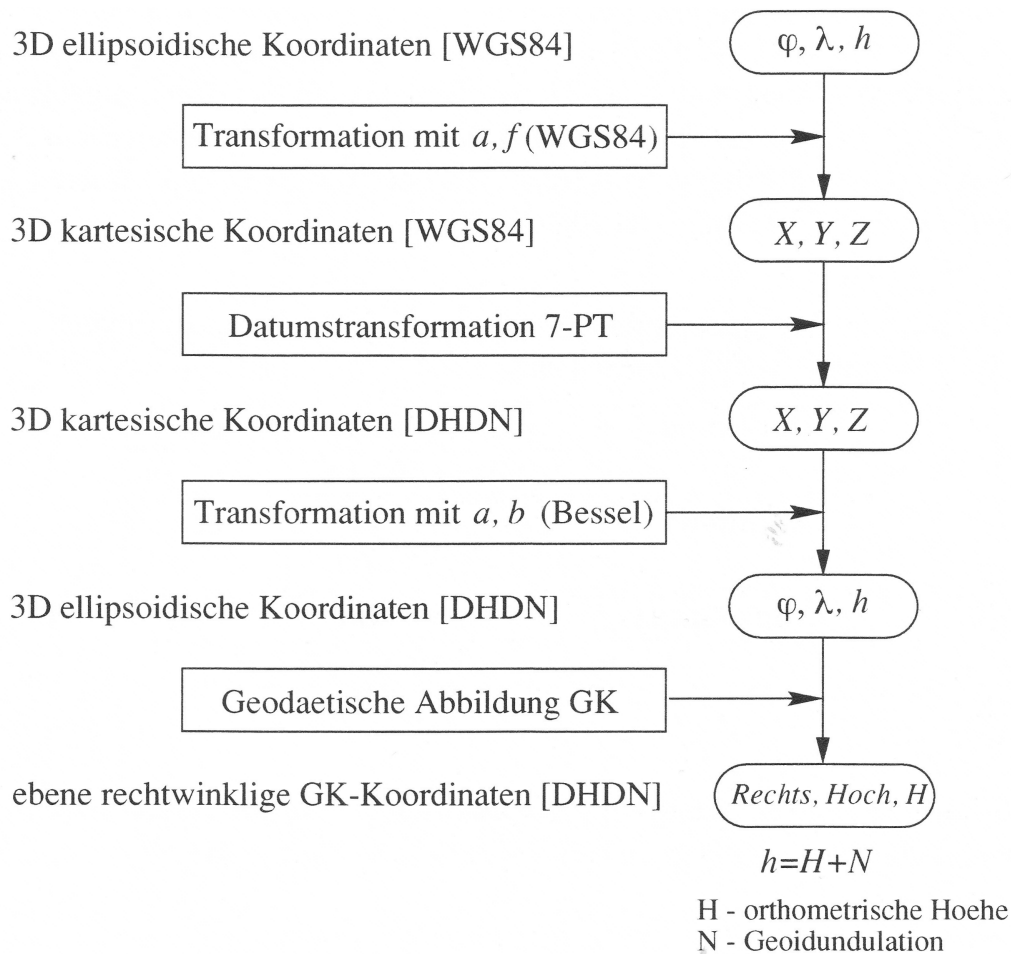 3D ellipsoidische Koordinaten [WGS84]
φ, λ, h
Transformation mit a, f (WGS84)
3D kartesische Koordinaten [WGS84]
X, Y, Z
Datumstransformation 7-PT
3D kartesische Koordinaten [DHDN]
X, Y, Z
Transformation mit a, b (Bessel)
3D ellipsoidische Koordinaten [DHDN]
φ, λ, h
Geodaetische Abbildung GK
ebene rechtwinklige GK-Koordinaten [DHDN]
Rechts, Hoch, H
h=H+N
H - orthometrische Hoehe
N - Geoidundulation